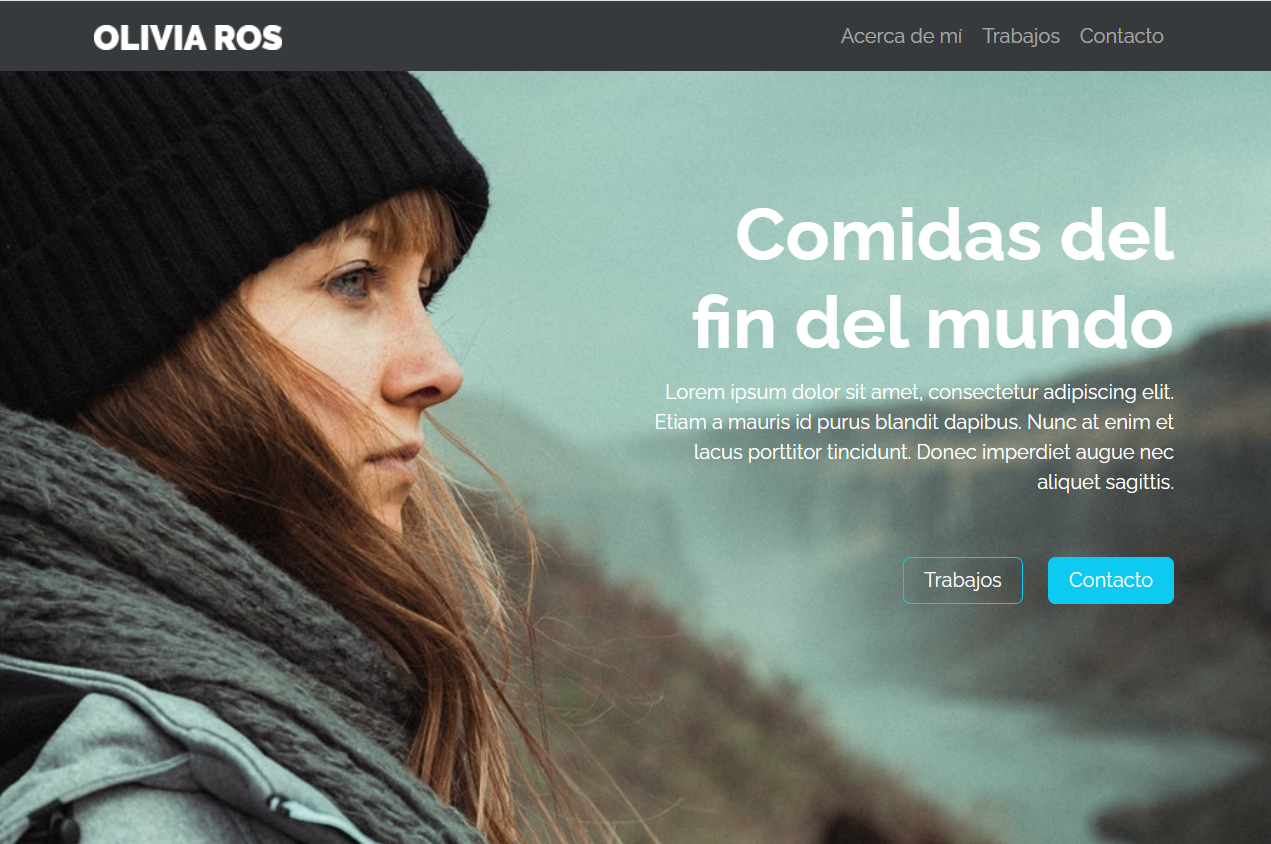 OLIVIA ROS
Acerca de mí Trabajos Contacto
Comidas del
fin del mundo
Lorem ipsum dolor sit amet, consectetur adipiscing elit.
Etiam a mauris id purus blandit dapibus. Nunc at enim et
lacus porttitor tincidunt. Donec imperdiet augue nec
aliquet sagittis.
Trabajos Contacto